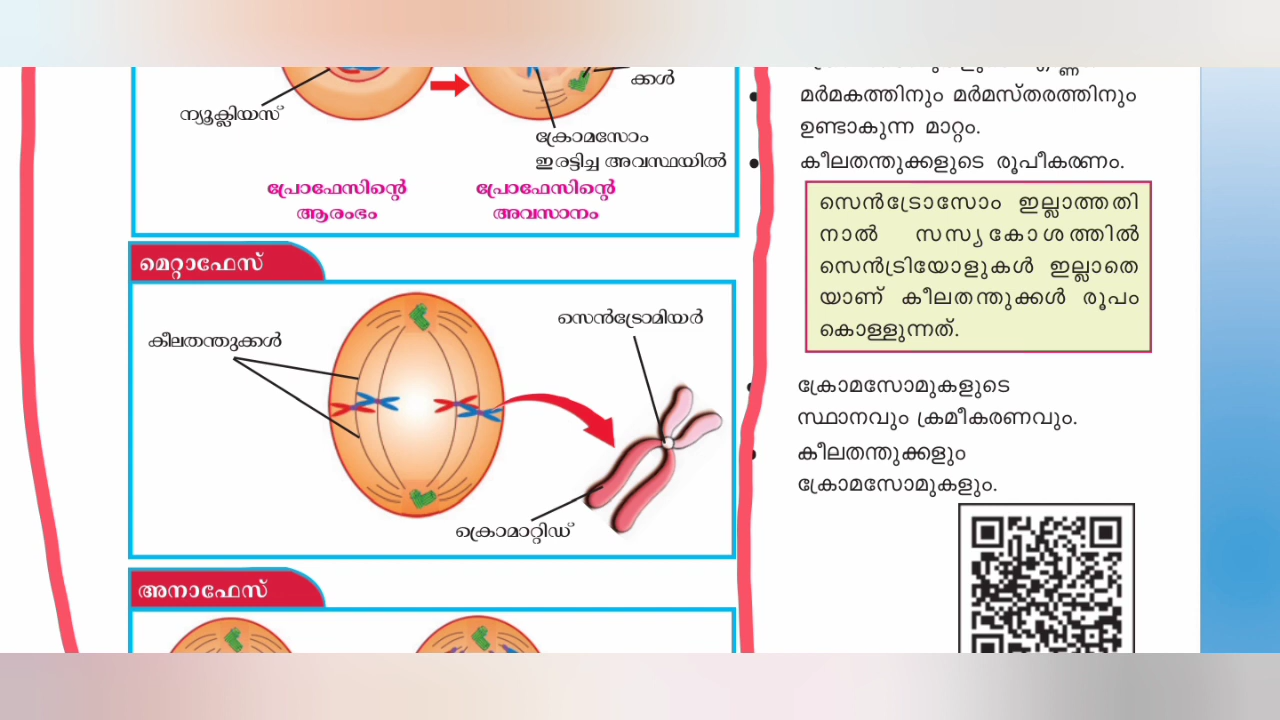 ക്കൾ
ന്യൂക്ലിയസ്
ക്രോമസോം
ഇരട്ടിച്ച അവസ്ഥയിൽ
പ്രോഫേസിന്റെ
ആരംഭം
പ്രോഫേസിന്റെ
അവസാനം
മെറ്റാഫേസ്
കീലതന്തുക്കൾ
സെൻട്രോമിയർ
ക്രൊമാറ്റിഡ്
അനാഫേസ്
മർമകത്തിനും മർമസ്തരത്തിനും
ഉണ്ടാകുന്ന മാറ്റം.
കീലതന്തുക്കളുടെ രൂപീകരണം.
സെൻട്രോസോം ഇല്ലാത്തതി
നാൽ സസ്യകോശത്തിൽ
സെൻട്രിയോളുകൾ ഇല്ലാതെ
യാണ് കീലതന്തുക്കൾ രൂപം
കൊള്ളുന്നത്.
ക്രോമസോമുകളുടെ
സ്ഥാനവും ക്രമീകരണവും.
കീലതന്തുക്കളും
ക്രോമസോമുകളും.